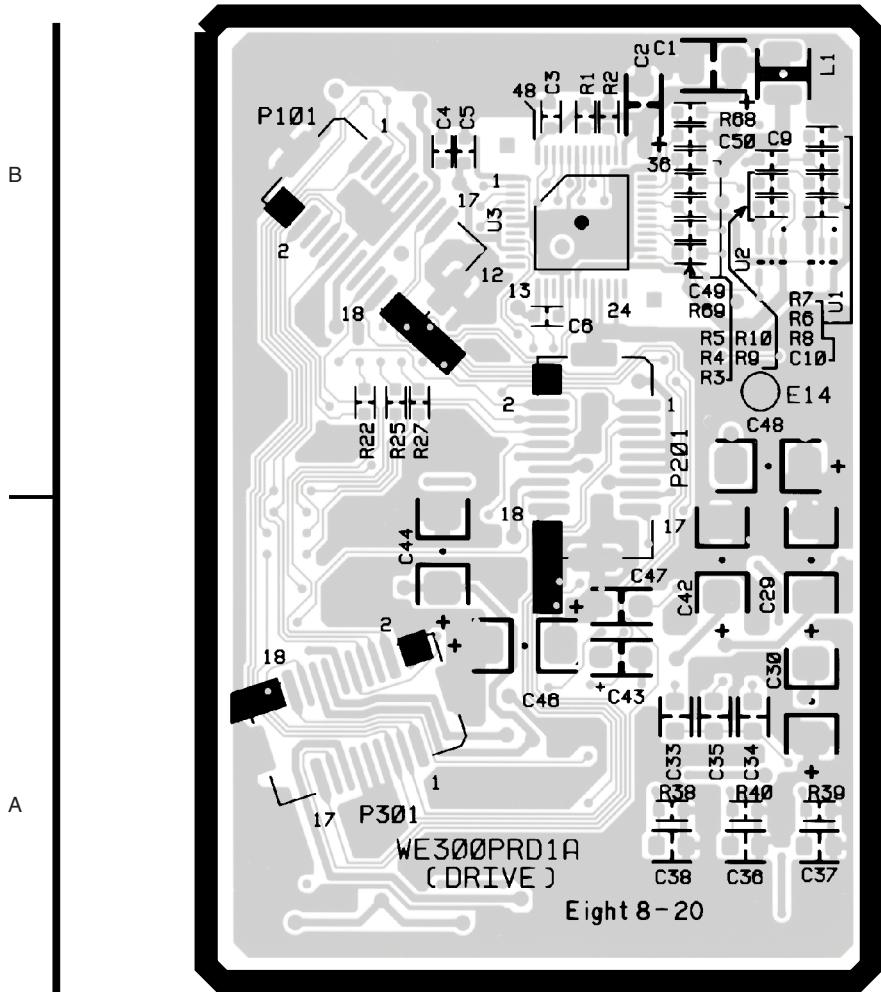 C1
C2
L1
C3
R1
R2
48
P101
1
C4
C5
R68
C50
C9
36
B
1
17
U3
2
U2
12
13
C49
24
R69
18
C6
R7
R6
U1
R5
R10
R8
R4
R9
C10
R3
2
1
E14
C48
R22
R25
R27
P201
18
17
C44
C47
C42
C29
2
18
C30
C46
C43
C33
C35
C34
1
R38
R40
R39
A
17
P301
WE300PRD1A
(DRIVE)
C38
C36
C37
Eight 8-20